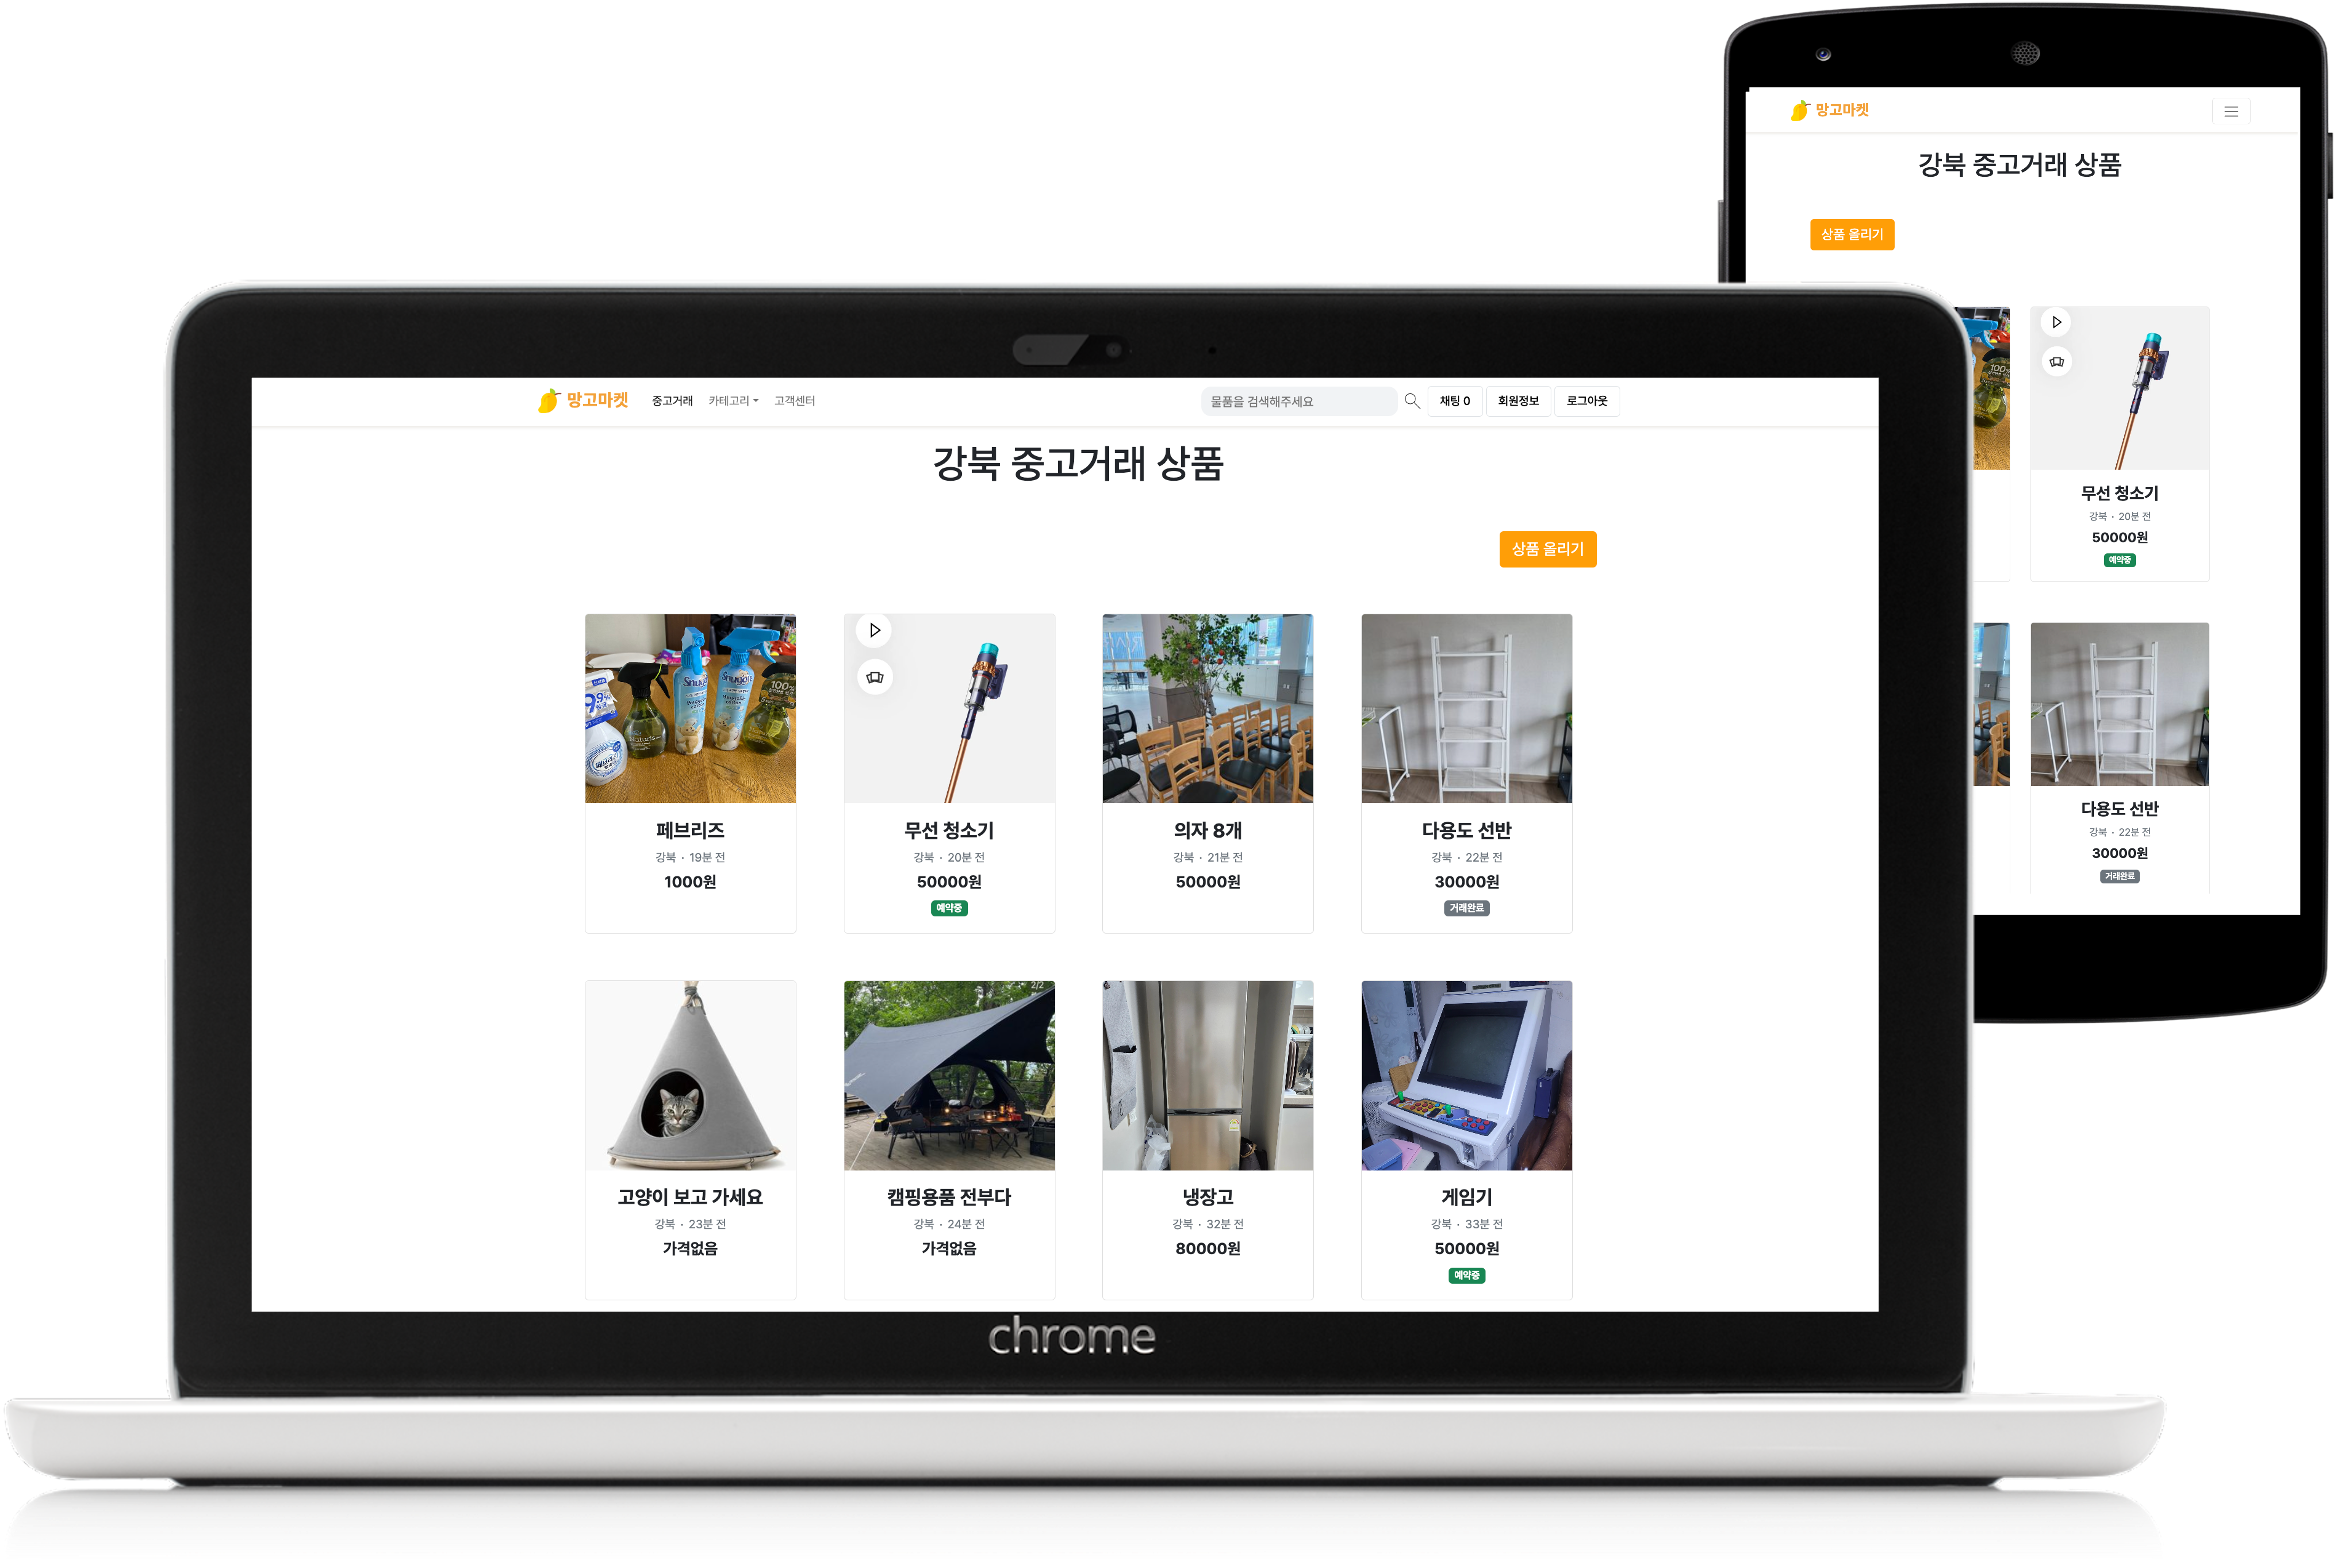 망고마켓
강북 중고거래 상품
상품 올리기
무선 청소기
강북 · 20분 전
50000원
예약중
다용도 선반
강북 · 22분 전
30000원
거래완료
망고마켓 중고거래 카테고리 고객센터 물품을 검색해주세요 채팅 0 회원정보 로그아웃
강북 중고거래 상품
상품 올리기
Snuggle
100%
페브리즈
강북 · 19분 전
1000원
무선 청소기
강북 · 20분 전
50000원
예약중
의자 8개
강북 · 21분 전
50000원
다용도 선반
강북 · 22분 전
30000원
거래완료
고양이 보고 가세요
강북 · 23분 전
가격없음
2/2
캠핑용품 전부다
강북 · 24분 전
가격없음
냉장고
강북 · 32분 전
80000원
게임기
강북 · 33분 전
50000원
예약중
chrome